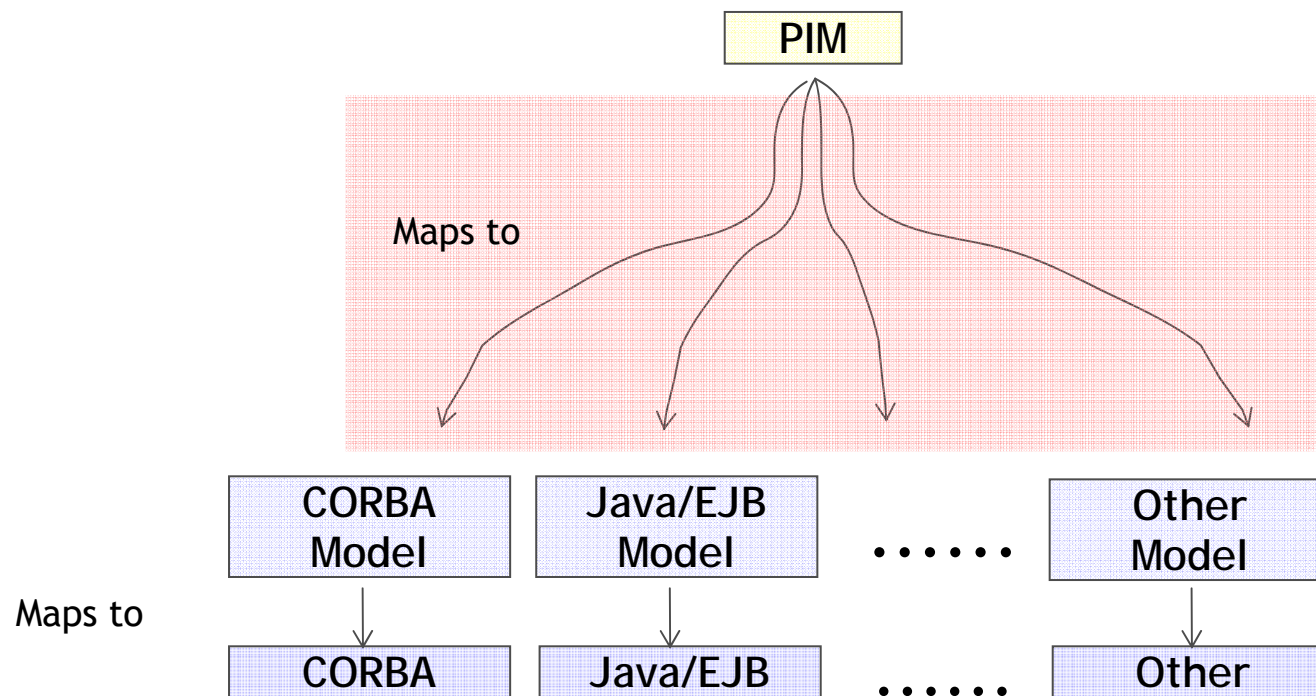 PIM
Maps to
CORBA
Model
Java/EJB
Model
......
Other
Model
Maps to
CORBA
Java/EJB
......
Other